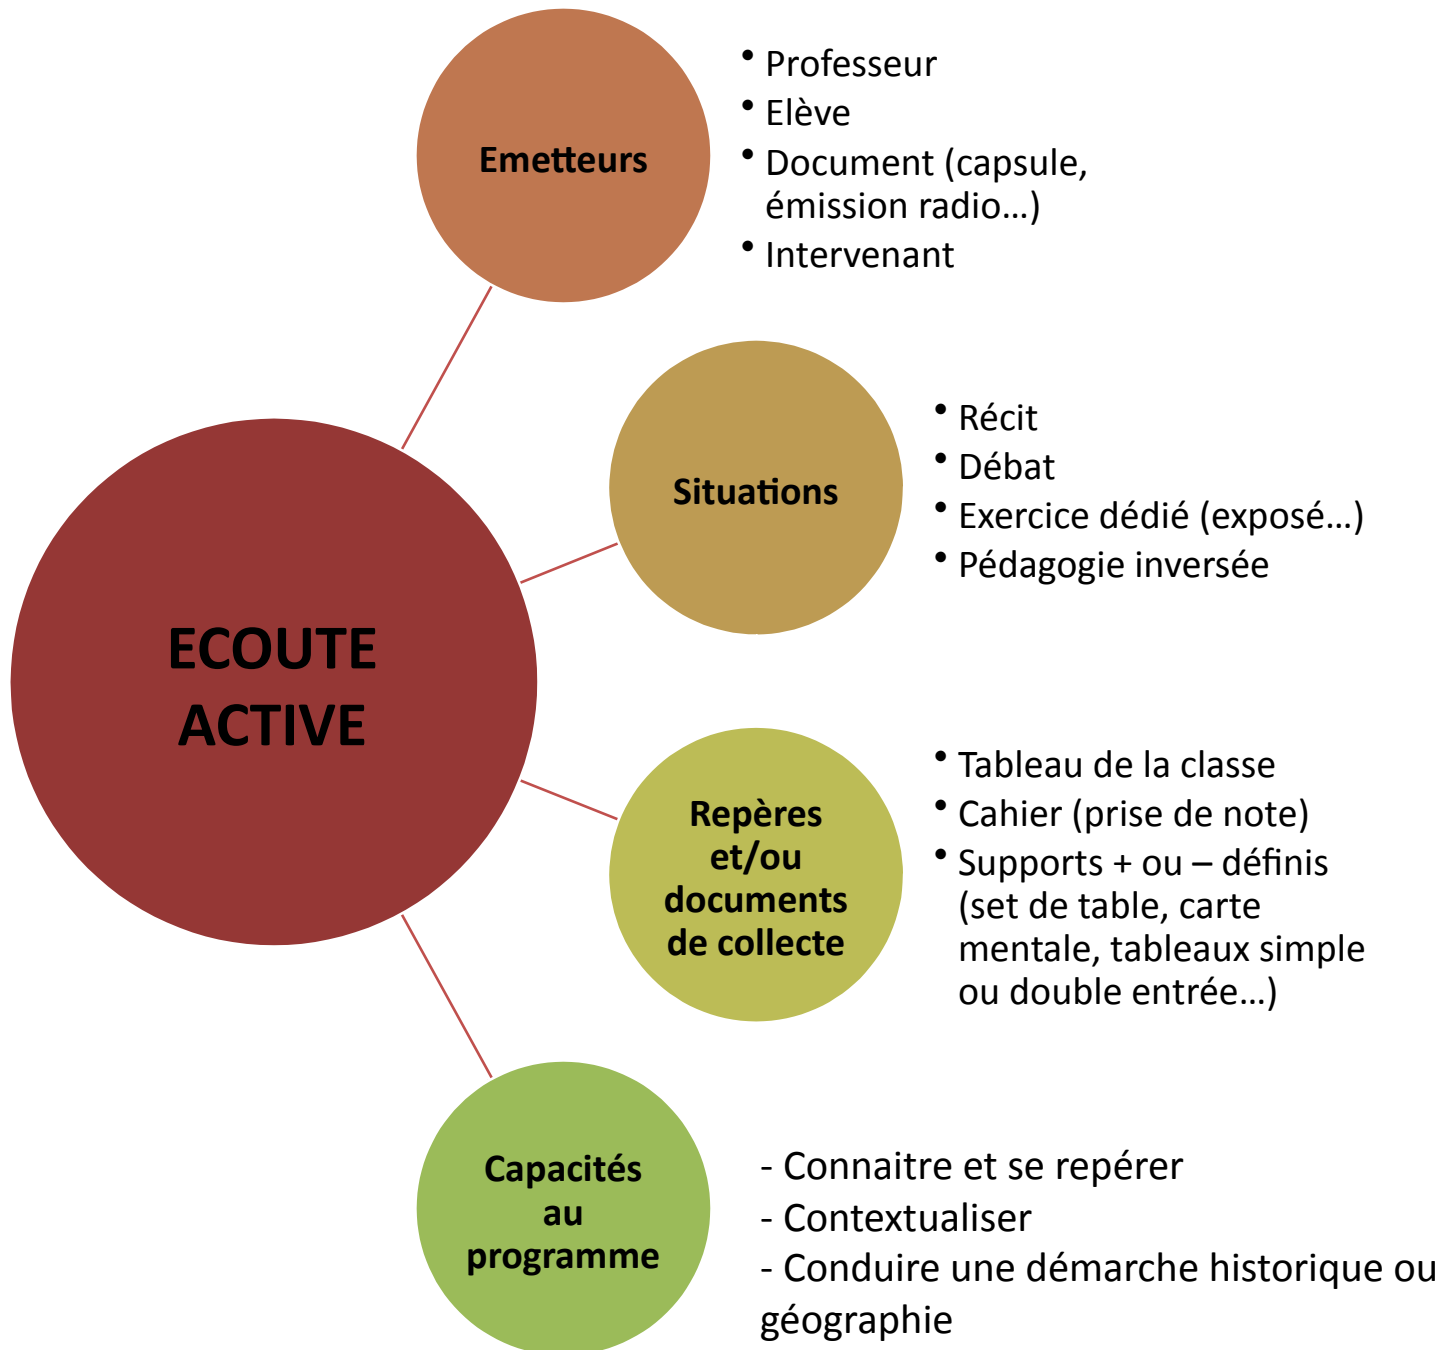 Emetteurs
• Professeur
• Elève
• Document (capsule,
émission radio…)
• Intervenant
Situations
• Récit
• Débat
• Exercice dédié (exposé…)
• Pédagogie inversée
ECOUTE
ACTIVE
Repères
et/ou
documents
de collecte
• Tableau de la classe
• Cahier (prise de note)
• Supports + ou – définis
(set de table, carte
mentale, tableaux simple
ou double entrée…)
Capacités
au
programme
- Connaitre et se repérer
- Contextualiser
- Conduire une démarche historique ou
géographie